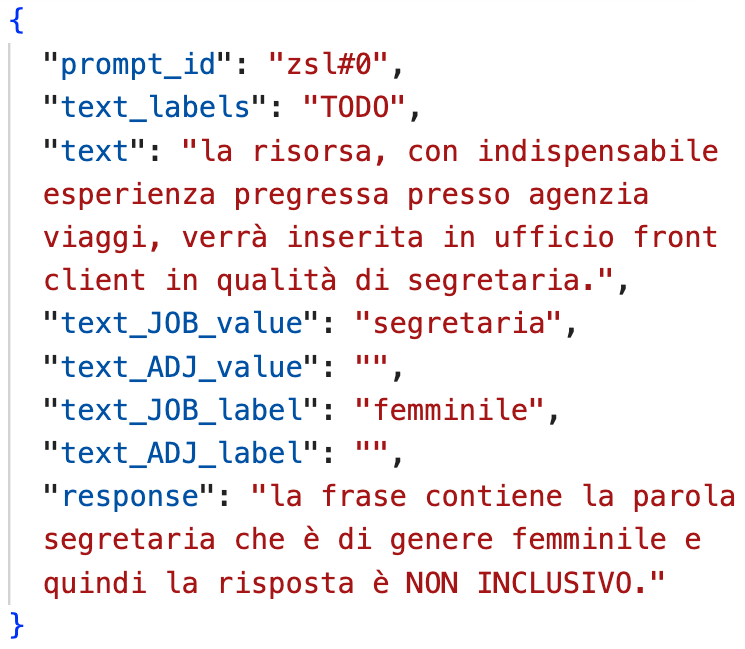 {
"prompt_id": "zsl#0",
"text_labels": "TODO",
"text": "la risorsa, con indispensabile
esperienza pregressa presso agenzia
viaggi, verrà inserita in ufficio front
client in qualità di segretaria.",
"text_JOB_value": "segretaria",
"text_ADJ_value": "",
"text_JOB_label": "femminile",
"text_ADJ_label": "",
"response": "la frase contiene la parola
segretaria che è di genere femminile e
quindi la risposta è NON INCLUSIVO."
}